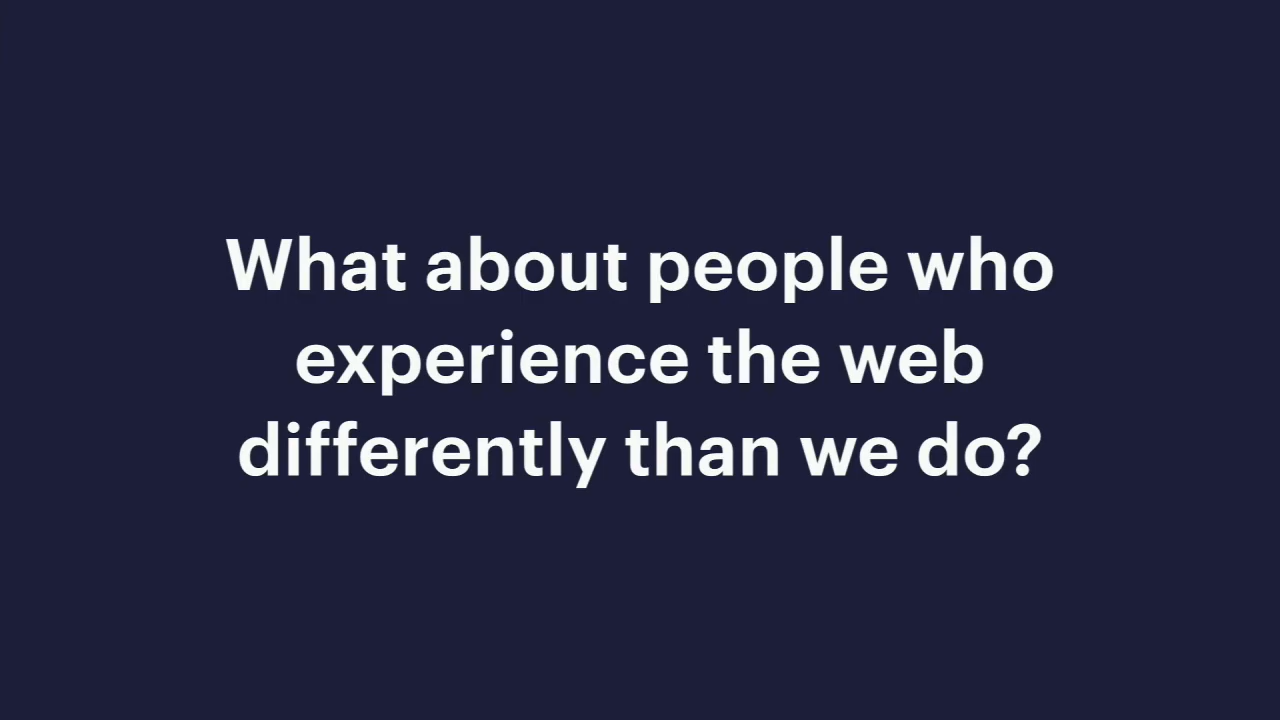 What about people who
experience the web
differently than we do?